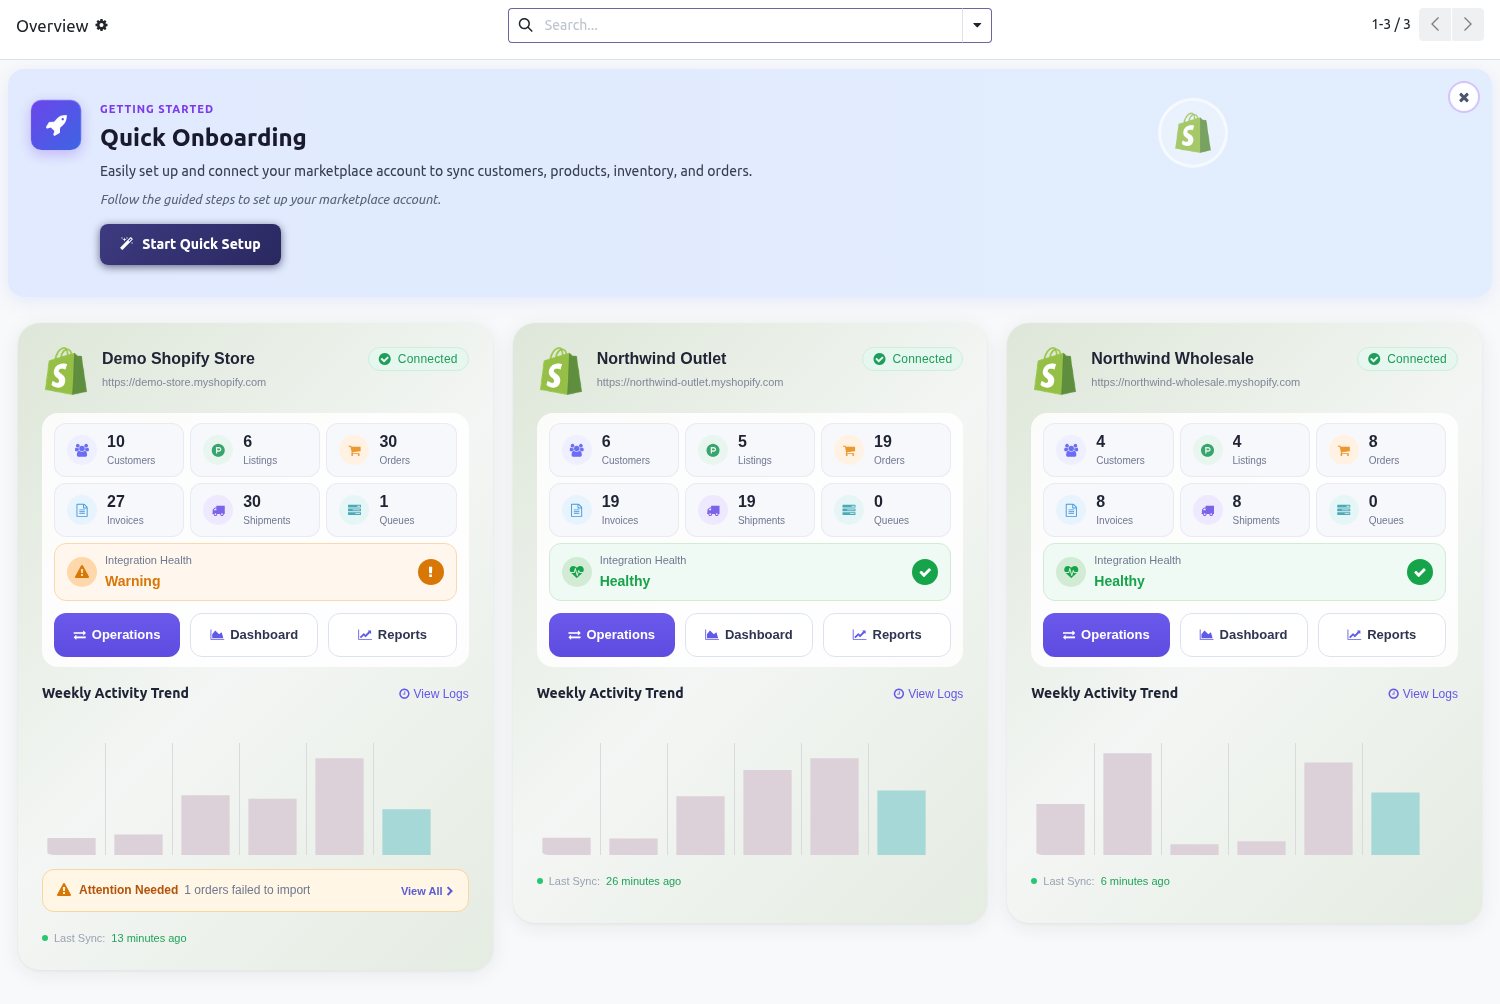 Overview
Search...
1-3 / 3
GETTING STARTED
Quick Onboarding
Easily set up and connect your marketplace account to sync customers, products, inventory, and orders.
Follow the guided steps to set up your marketplace account.
Start Quick Setup
Demo Shopify Store
Connected
https://demo-store.myshopify.com
10
Customers
6
Listings
30
Orders
27
Invoices
30
Shipments
1
Queues
Integration Health
Warning
Operations
Dashboard
Reports
Weekly Activity Trend
View Logs
Attention Needed 1 orders failed to import
View All
Last Sync: 13 minutes ago
Northwind Outlet
Connected
https://northwind-outlet.myshopify.com
6
Customers
5
Listings
19
Orders
19
Invoices
19
Shipments
0
Queues
Integration Health
Healthy
Operations
Dashboard
Reports
Weekly Activity Trend
View Logs
Last Sync: 26 minutes ago
Northwind Wholesale
Connected
https://northwind-wholesale.myshopify.com
4
Customers
4
Listings
8
Orders
8
Invoices
8
Shipments
0
Queues
Integration Health
Healthy
Operations
Dashboard
Reports
Weekly Activity Trend
View Logs
Last Sync: 6 minutes ago